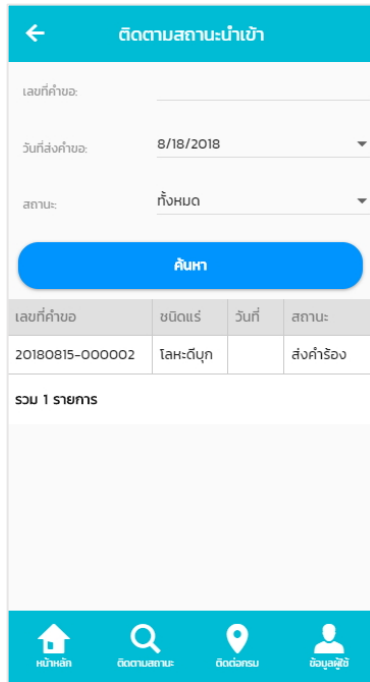 ติดตามสถานะนำเข้า
เลขที่คำขอ:
วันที่ส่งคำขอ: 8/18/2018
สถานะ: ทั้งหมด
ค้นหา
เลขที่คำขอ ชนิดแร่ วันที่ สถานะ
20180815-000002 โลหะดีบุก ส่งคำร้อง
รวม 1 รายการ
หน้าหลัก ติดตามสถานะ ติดต่อกรม ข้อมูลผู้ใช้